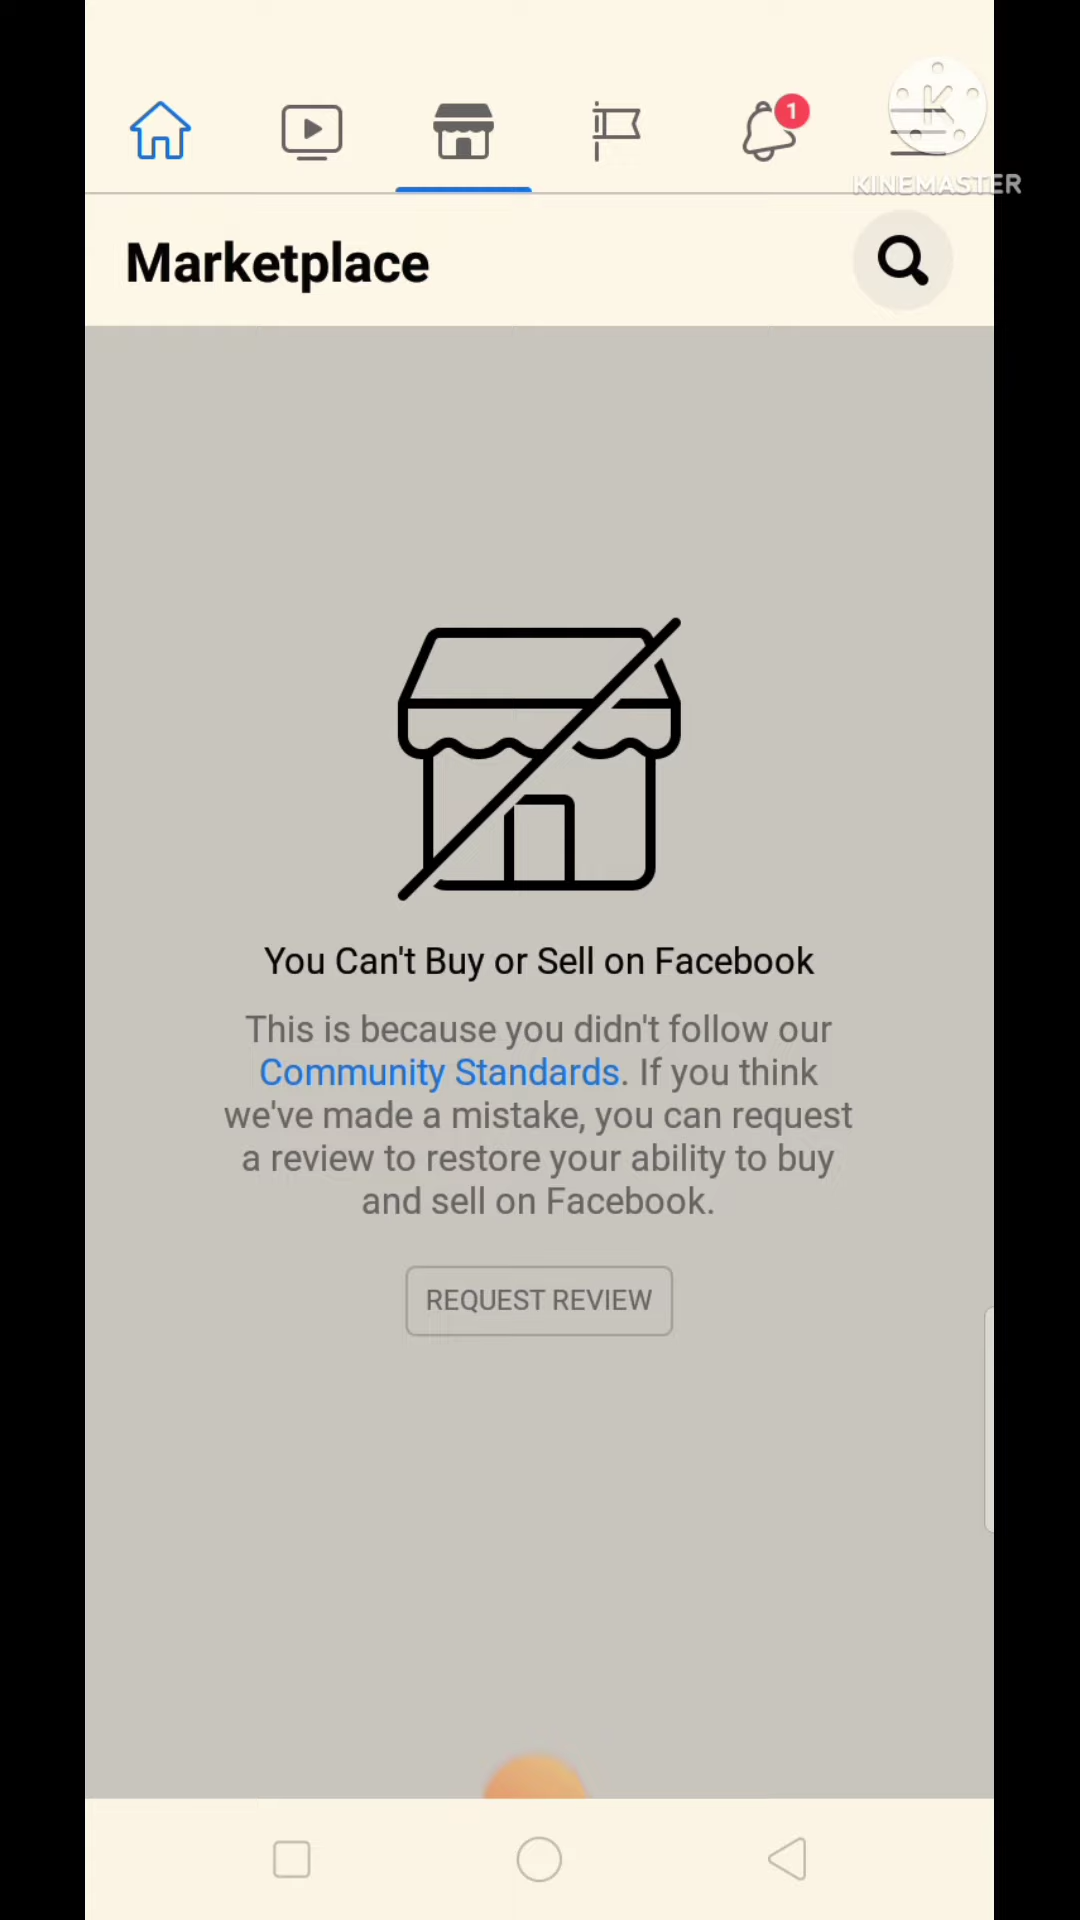 1
K
KINEMASTER
Marketplace
You Can't Buy or Sell on Facebook
This is because you didn't follow our
Community Standards. If you think
we've made a mistake, you can request
a review to restore your ability to buy
and sell on Facebook.
REQUEST REVIEW